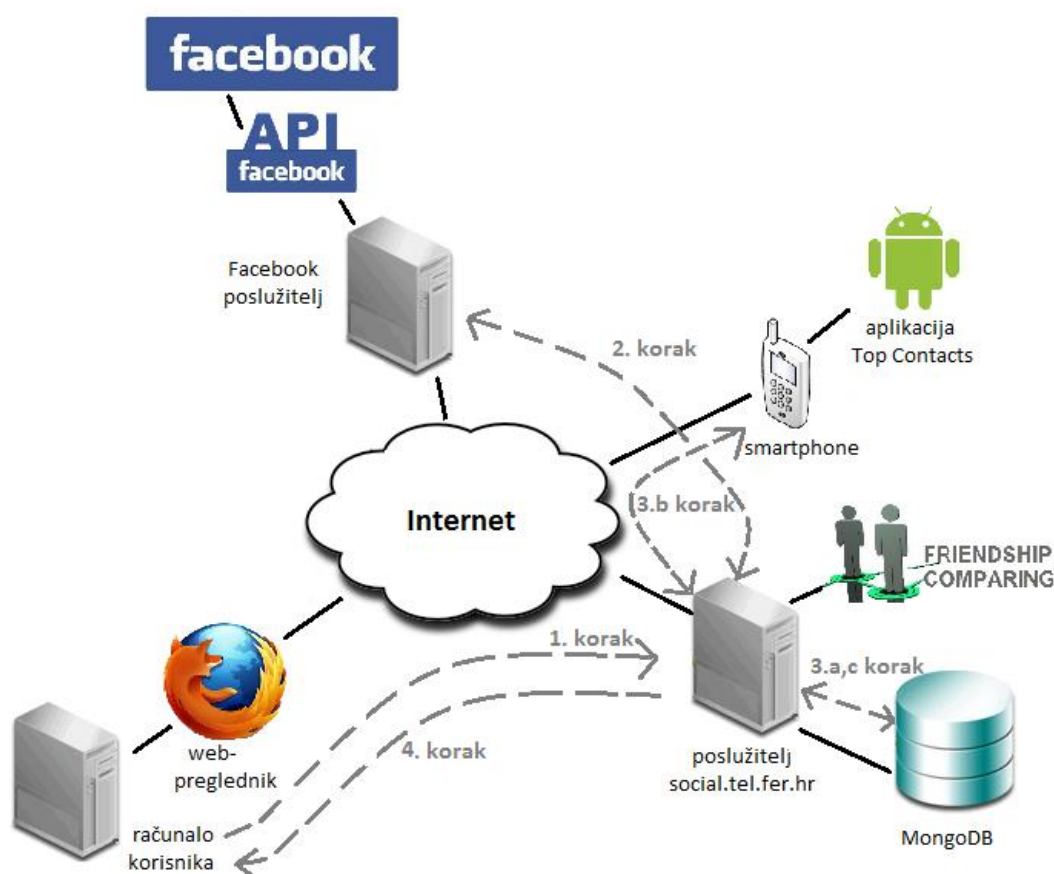 facebook
API
facebook
Facebook
poslužitelj
aplikacija
Top Contacts
2. korak
smartphone
3.b korak
Internet
FRIENDSHIP
COMPARING
1. korak
3.a,c korak
4. korak
web-
preglednik
poslužitelj
social.tel.fer.hr
računalo
korisnika
MongoDB